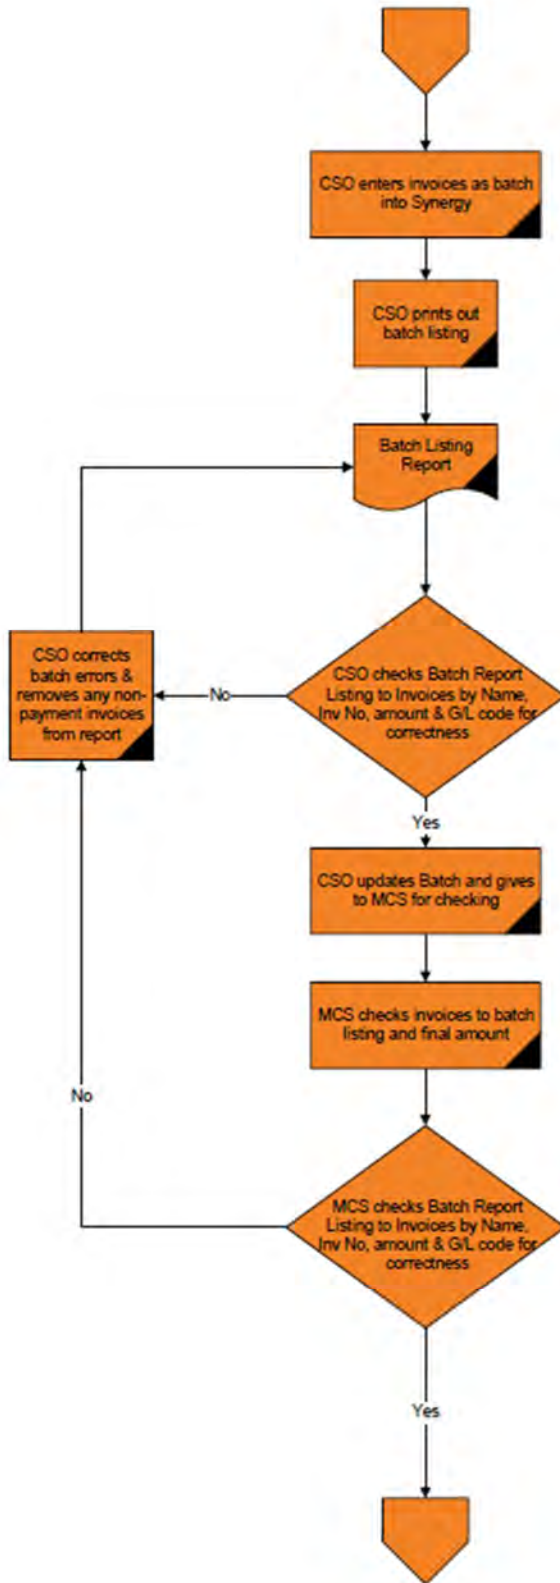 CSO enters invoices as batch
into Synergy
CSO prints out
batch listing
Batch Listing
Report
CSO corrects
batch errors &
removes any non-
payment invoices
from report
No
CSO checks Batch Report
Listing to Invoices by Name,
Inv No, amount & G/L code for
correctness
Yes
CSO updates Batch and gives
to MCS for checking
MCS checks invoices to batch
listing and final amount
No
MCS checks Batch Report
Listing to Invoices by Name,
Inv No, amount & G/L code for
correctness
Yes